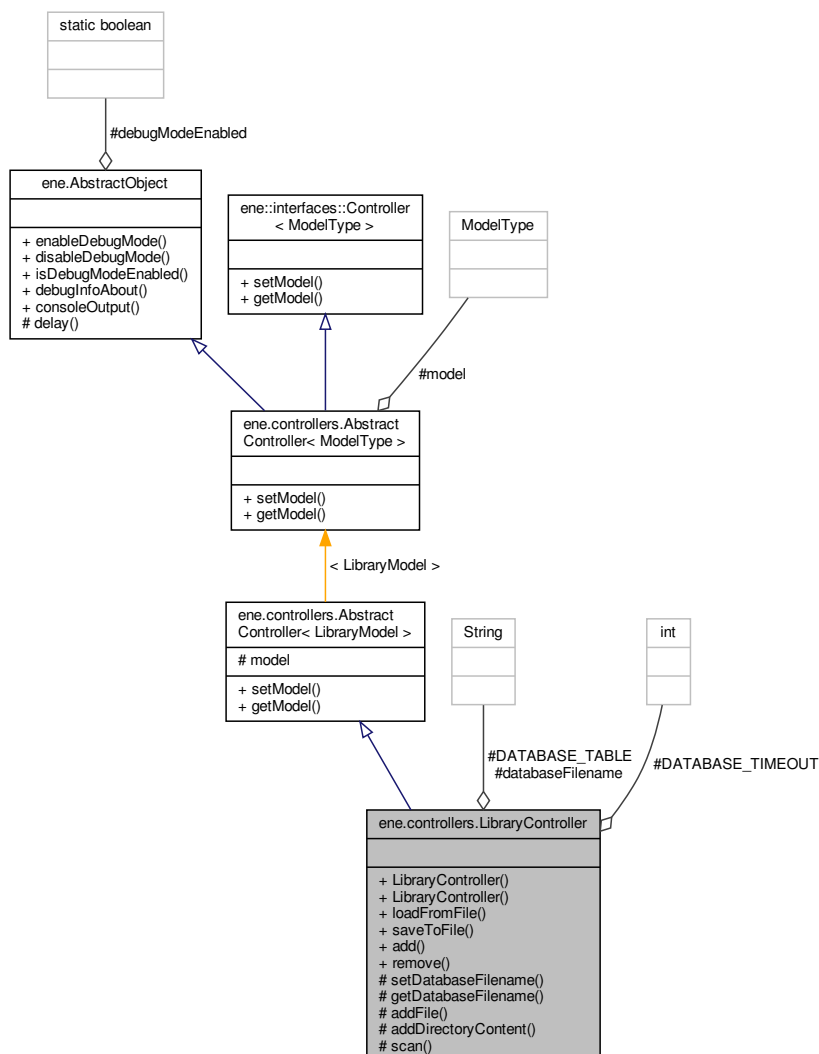 static boolean
#debugModeEnabled
ene.AbstractObject
+ enableDebugMode()
+ disableDebugMode()
+ isDebugModeEnabled()
+ debugInfoAbout()
+ consoleOutput()
# delay()
ene::interfaces::Controller
< ModelType >
+ setModel()
+ getModel()
ModelType
#model
ene.controllers.Abstract
Controller< ModelType >
+ setModel()
+ getModel()
< LibraryModel >
ene.controllers.Abstract
Controller< LibraryModel >
# model
+ setModel()
+ getModel()
String
#DATABASE_TABLE
#databaseFilename
int
#DATABASE_TIMEOUT
ene.controllers.LibraryController
+ LibraryController()
+ LibraryController()
+ loadFromFile()
+ saveToFile()
+ add()
+ remove()
# setDatabaseFilename()
# getDatabaseFilename()
# addFile()
# addDirectoryContent()
# scan()